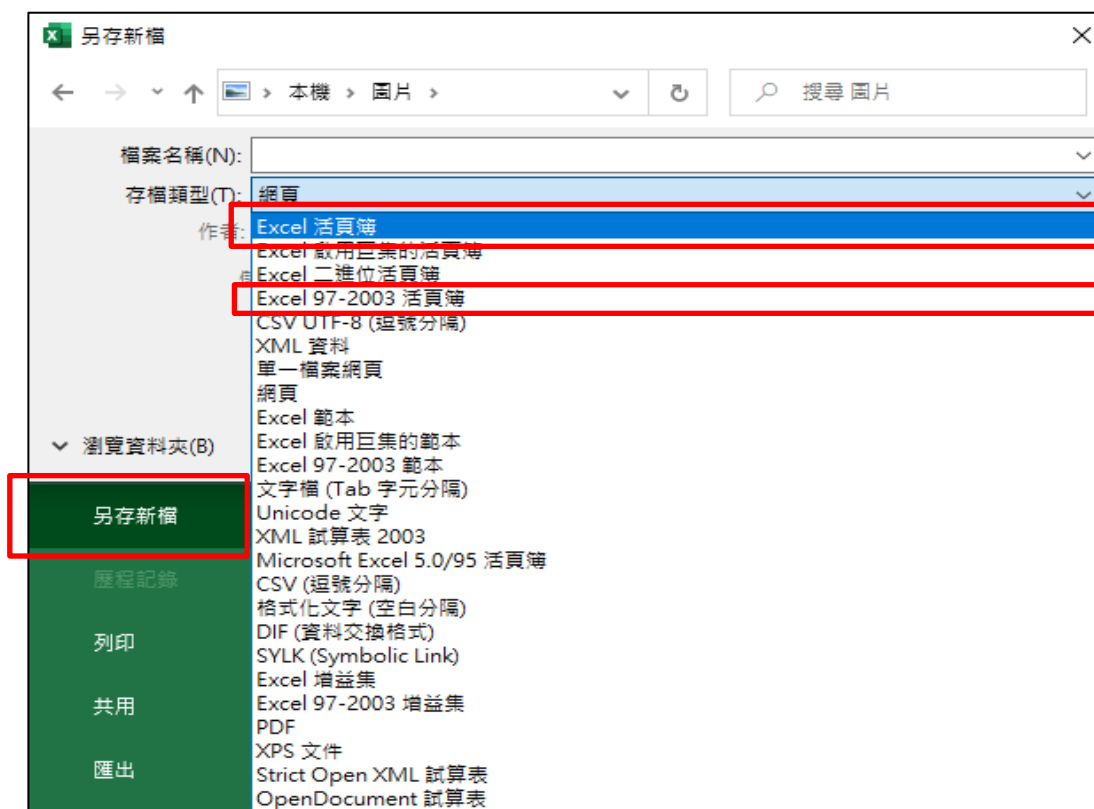 另存新檔
本機 圖片
搜尋 圖片
檔案名稱(N):
存檔類型(T): 網頁
作者:
Excel 活頁簿
Excel 啟用巨集的活頁簿
Excel 二進位活頁簿
Excel 97-2003 活頁簿
CSV UTF-8 (逗號分隔)
XML 資料
單一檔案網頁
網頁
Excel 範本
Excel 啟用巨集的範本
Excel 97-2003 範本
文字檔 (Tab 字元分隔)
Unicode 文字
XML 試算表 2003
Microsoft Excel 5.0/95 活頁簿
CSV (逗號分隔)
格式化文字 (空白分隔)
DIF (資料交換格式)
SYLK (Symbolic Link)
Excel 增益集
Excel 97-2003 增益集
PDF
XPS 文件
Strict Open XML 試算表
OpenDocument 試算表
瀏覽資料夾(B)
另存新檔
歷程記錄
列印
共用
匯出